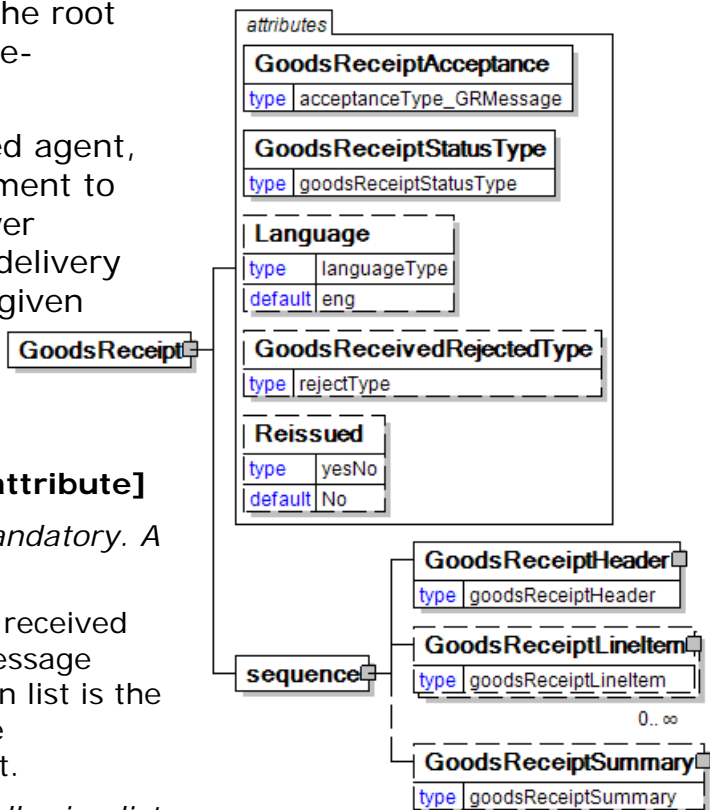 he root
e-
ed agent,
ment to
ver
delivery
given
attribute]
andatory. A
received
essage
n list is the
e
t.
attributes
GoodsReceiptAcceptance
type acceptanceType_GRMessage
GoodsReceiptStatusType
type goodsReceiptStatusType
Language
type languageType
default eng
GoodsReceipt
GoodsReceivedRejectedType
type rejectType
Reissued
type yesNo
default No
sequence
GoodsReceiptHeader
type goodsReceiptHeader
GoodsReceiptLineItem
type goodsReceiptLineItem
0.. ∞
GoodsReceiptSummary
type goodsReceiptSummary